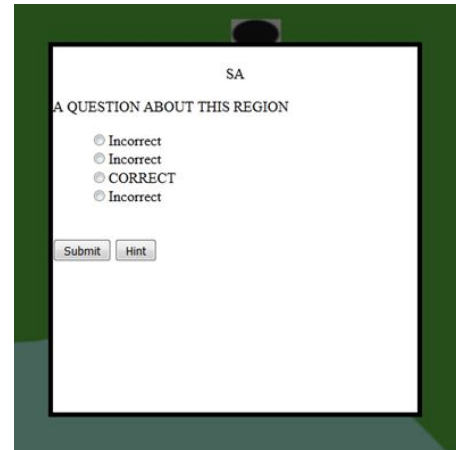 SA
A QUESTION ABOUT THIS REGION
Incorrect
Incorrect
CORRECT
Incorrect
Submit Hint